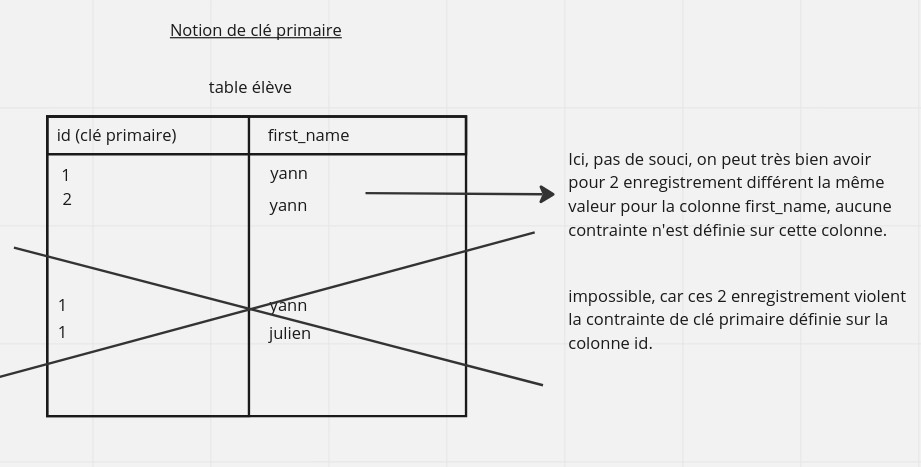 Notion de clé primaire
table élève
id (clé primaire) first_name
1 yann
2 yann
Ici, pas de souci, on peut très bien avoir
pour 2 enregistrement différent la même
valeur pour la colonne first_name, aucune
contrainte n'est définie sur cette colonne.
1 yann
1 julien
impossible, car ces 2 enregistrement violent
la contrainte de clé primaire définie sur la
colonne id.